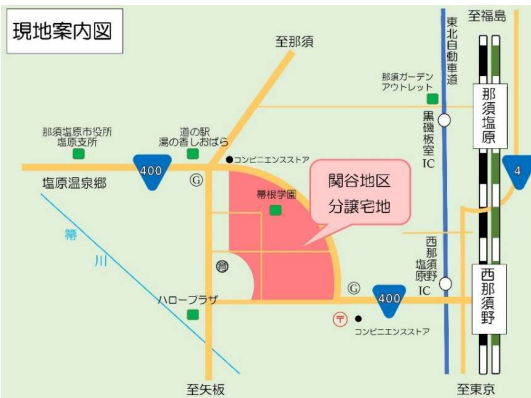 現地案内図
至福島
東北自動車道
至那須
那須ガーデン
アウトレット
那須塩原
黒磯板室
IC
那須塩原市役所
塩原支所
道の駅
湯の香しおばら
コンビニエンスストア
400
4
塩原温泉郷
G
箒根学園
関谷地区
分譲宅地
箒川
西那須野
塩原
IC
西那須野
ハローフラザ
G
400
〒
コンビニエンスストア
至矢板
至東京